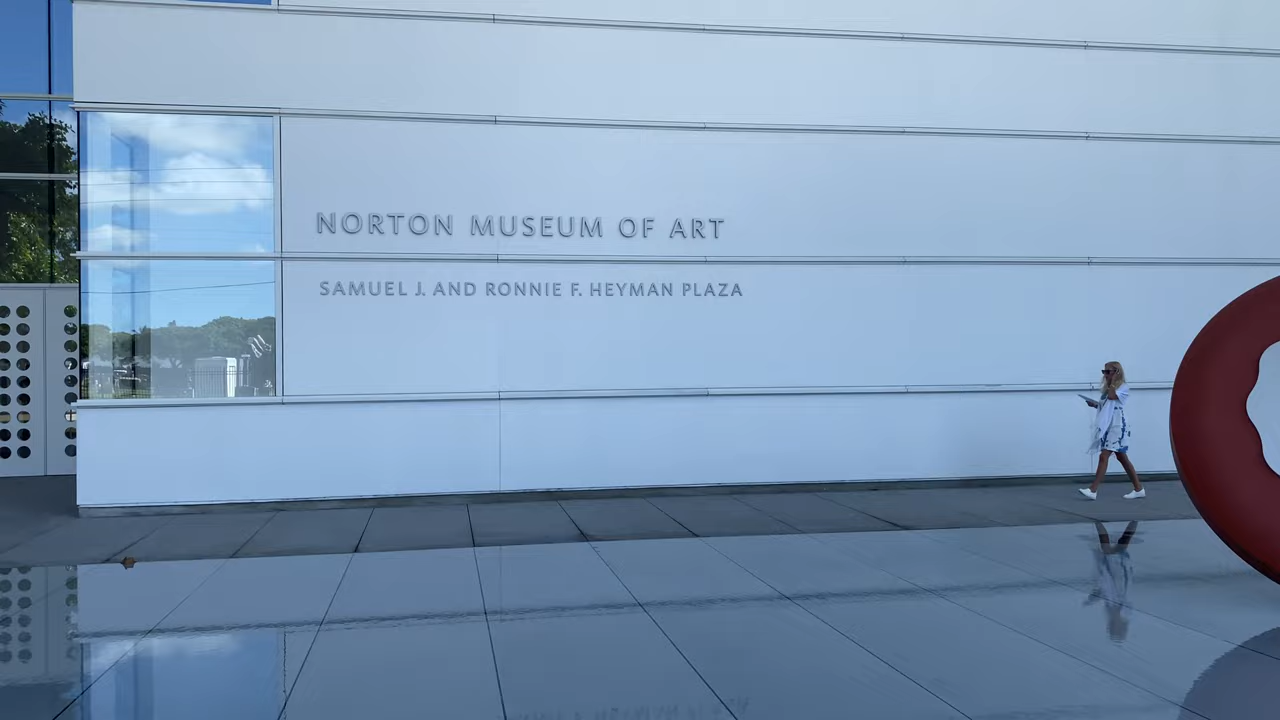 NORTON MUSEUM OF ART
SAMUEL J. AND RONNIE F. HEYMAN PLAZA